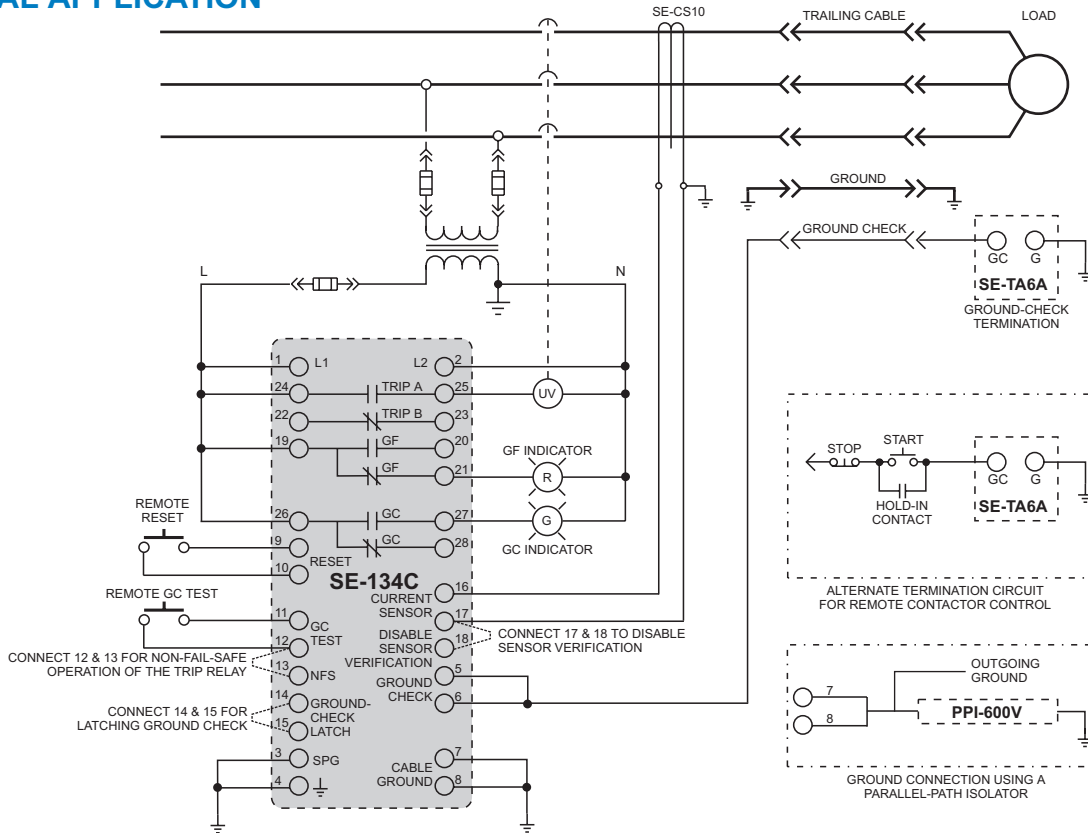 AL APPLICATION
SE-CS10
TRAILING CABLE
LOAD
GROUND
GROUND CHECK
GC G
SE-TA6A
GROUND-CHECK
TERMINATION
L
N
1 L1 L2 2
24 TRIP A 25 UV
22 TRIP B 23
19 GF 20
GF 21
GF INDICATOR
R
26 GC 27
G
GC 28
GC INDICATOR
REMOTE
RESET
9
10
RESET
SE-134C
REMOTE GC TEST
11
12
GC
TEST
CONNECT 12 & 13 FOR NON-FAIL-SAFE
OPERATION OF THE TRIP RELAY
13 NFS
14
15
GROUND-
CHECK
LATCH
CONNECT 14 & 15 FOR
LATCHING GROUND CHECK
3 SPG
4
CURRENT
SENSOR
16
17
DISABLE
SENSOR
VERIFICATION
18
CONNECT 17 & 18 TO DISABLE
SENSOR VERIFICATION
GROUND
CHECK
5
6
CABLE
GROUND
7
8
STOP
START
HOLD-IN
CONTACT
GC G
SE-TA6A
ALTERNATE TERMINATION CIRCUIT
FOR REMOTE CONTACTOR CONTROL
7
8
OUTGOING
GROUND
PPI-600V
GROUND CONNECTION USING A
PARALLEL-PATH ISOLATOR